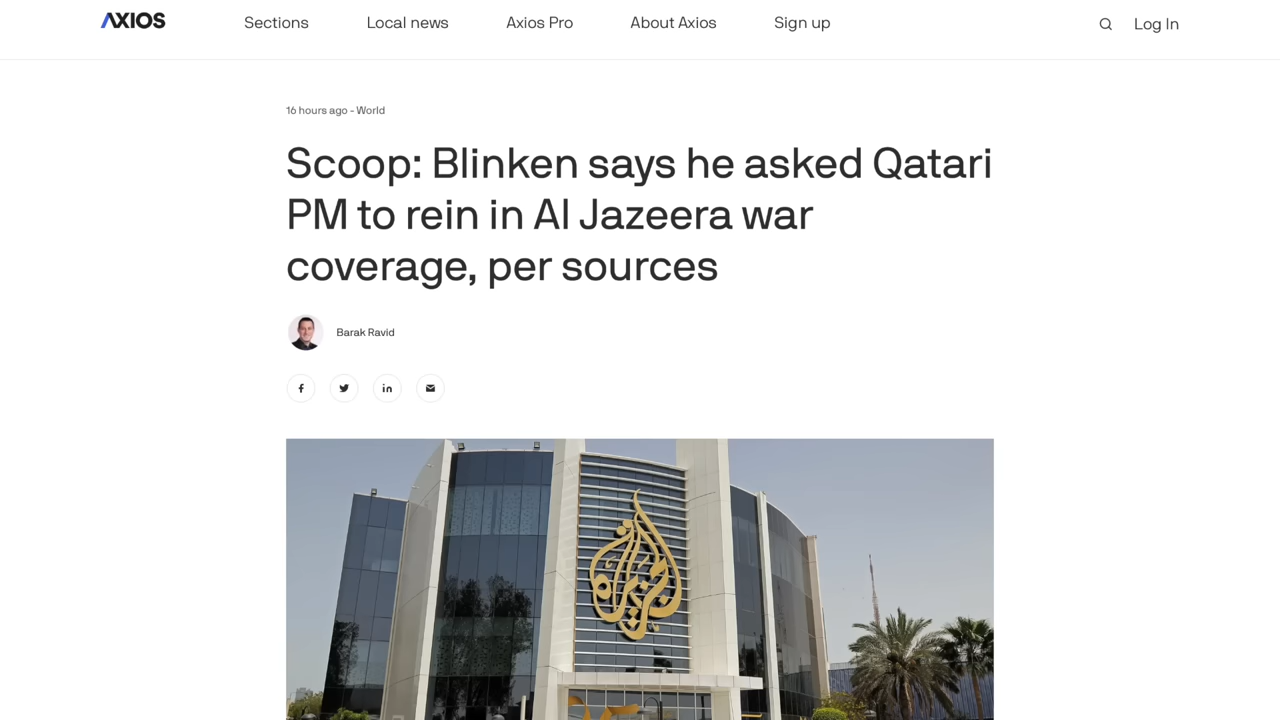 AXIOS
Sections
Local news
Axios Pro
About Axios
Sign up
Log In
16 hours ago - World
Scoop: Blinken says he asked Qatari
PM to rein in Al Jazeera war
coverage, per sources
Barak Ravid
الجزيرة